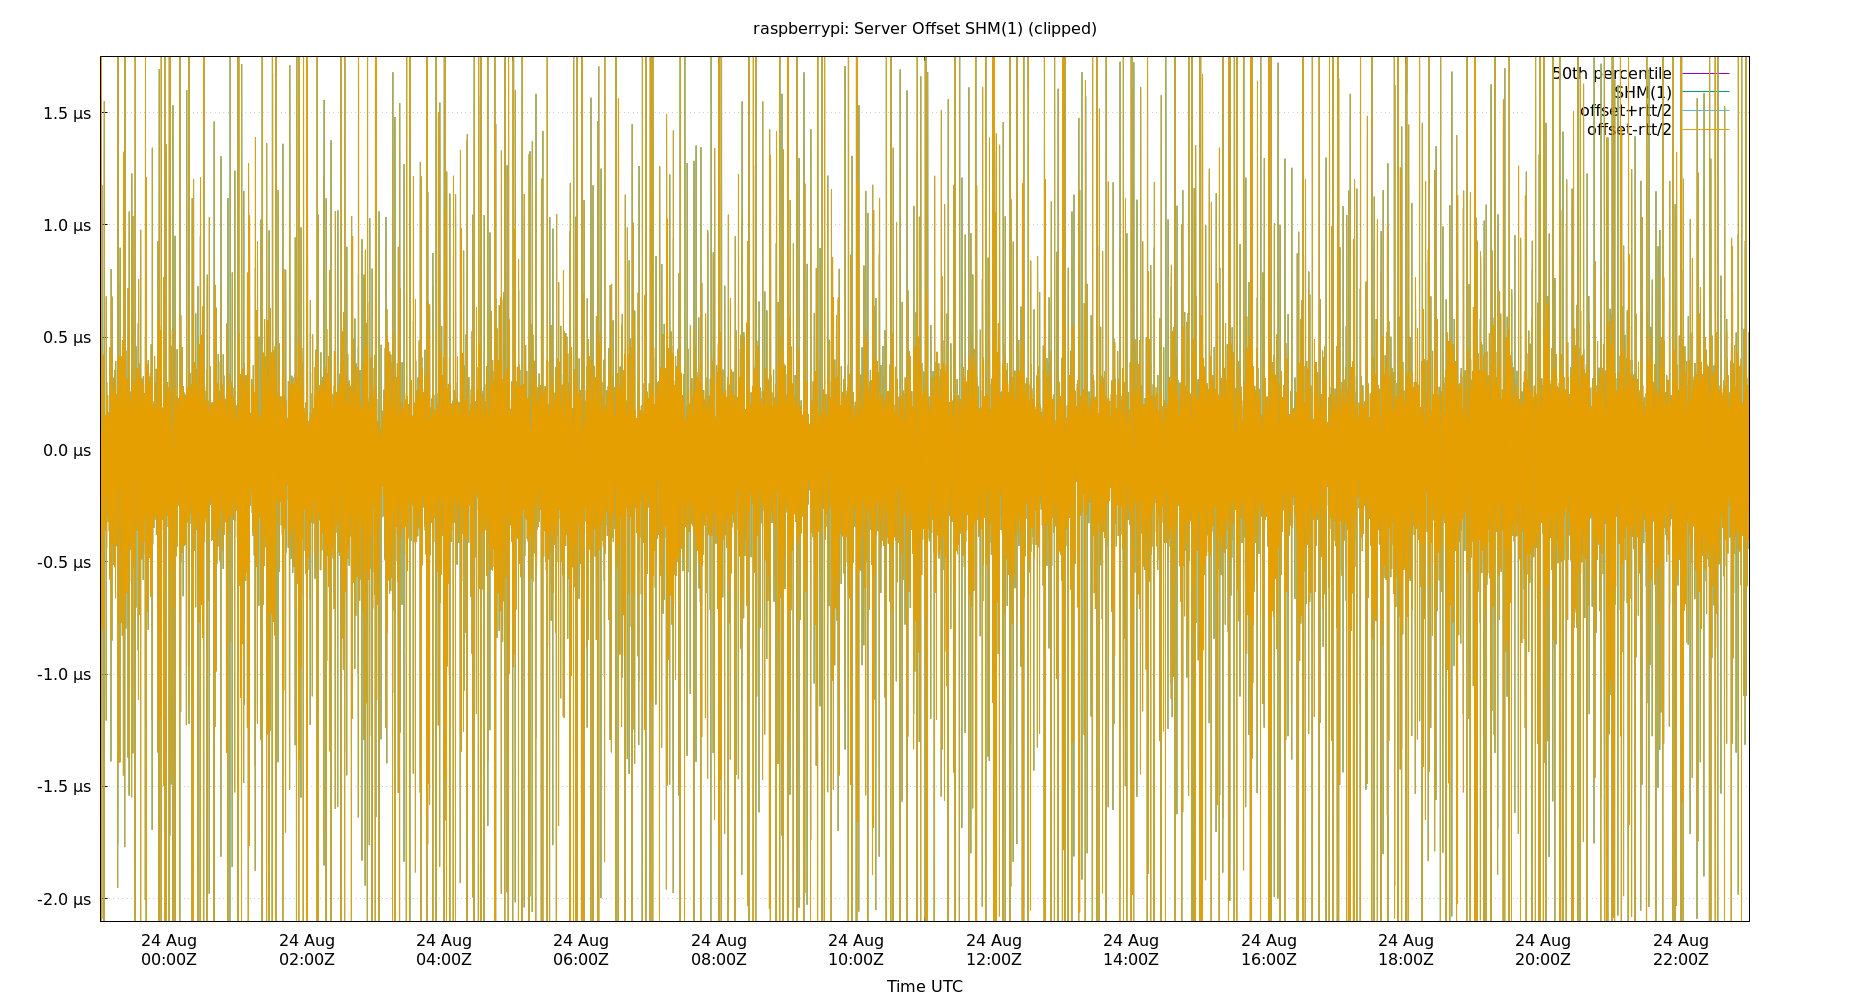 raspberrypi: Server Offset SHM(1) (clipped)
50th percentile
SHM(1)
offset+rtt/2
offset-rtt/2
1.5 µs
1.0 µs
0.5 µs
0.0 µs
-0.5 µs
-1.0 µs
-1.5 µs
-2.0 µs
24 Aug 24 Aug 24 Aug 24 Aug 24 Aug 24 Aug 24 Aug 24 Aug 24 Aug 24 Aug 24 Aug 24 Aug
00:00Z 02:00Z 04:00Z 06:00Z 08:00Z 10:00Z 12:00Z 14:00Z 16:00Z 18:00Z 20:00Z 22:00Z
Time UTC